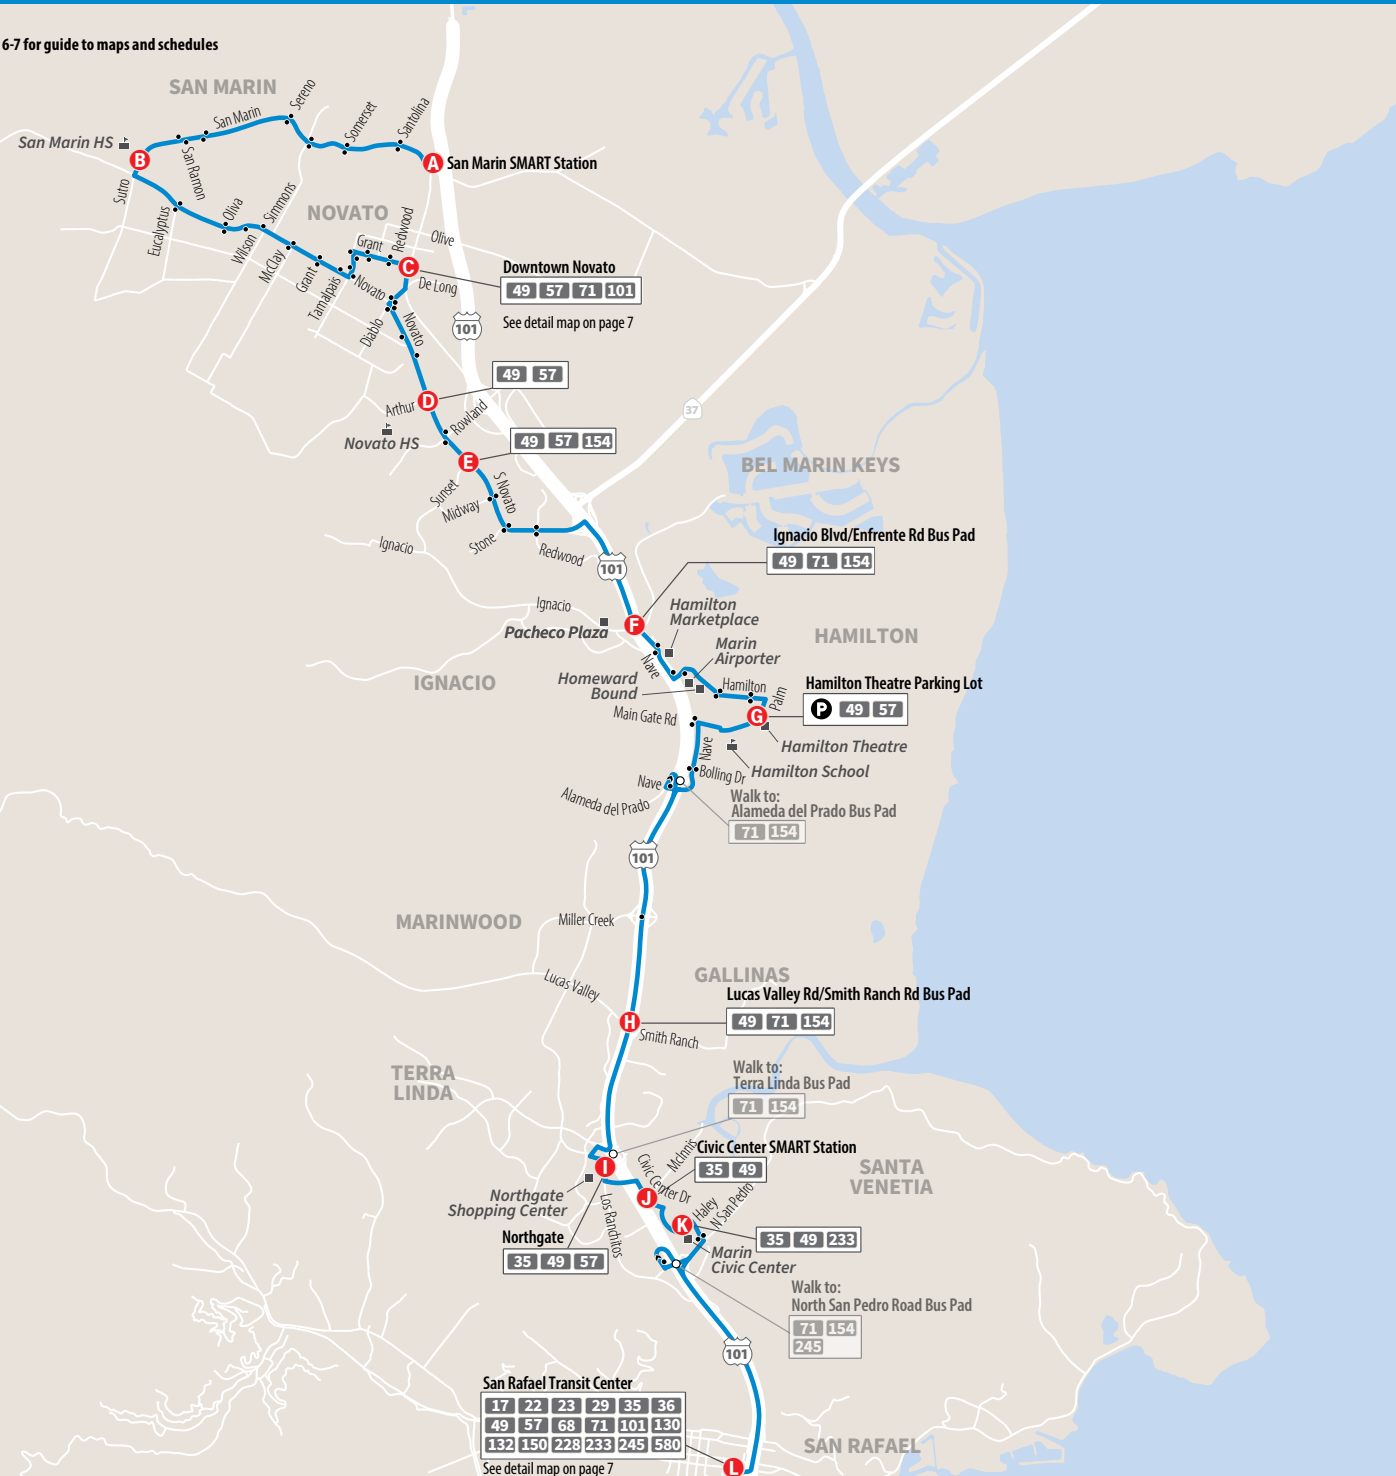 6-7 for guide to maps and schedules
SAN MARIN
Sereno
San Marin
Somerset
Santolina
San Marin HS
B
A
San Marin SMART Station
San Ramon
Sutro
Eucalyptus
Oliva
Wilson
Simmons
McClay
NOVATO
Grant
Redwood
Olive
Grant
Tamalpais
Novato
C
De Long
Downtown Novato
49 57 71 101
See detail map on page 7
101
Diablo
Novato
49 57
Arthur
D
Rowland
Novato HS
37
49 57 154
E
Sunset
S Novato
Midway
BEL MARIN KEYS
Stone
Ignacio
Redwood
101
Ignacio Blvd/Enfrente Rd Bus Pad
49 71 154
Ignacio
Pacheco Plaza
F
Hamilton
Marketplace
Nave
Marin
Airporter
HAMILTON
IGNACIO
Homeward
Bound
Hamilton
Palm
Hamilton Theatre Parking Lot
P 49 57
Main Gate Rd
G
Hamilton Theatre
Nave
Hamilton School
Nave
Bolling Dr
Alameda del Prado
Walk to:
Alameda del Prado Bus Pad
71 154
101
MARINWOOD
Miller Creek
Lucas Valley
GALLINAS
Lucas Valley Rd/Smith Ranch Rd Bus Pad
49 71 154
H
Smith Ranch
TERRA
LINDA
Walk to:
Terra Linda Bus Pad
71 154
McInnis
Civic Center SMART Station
35 49
I
Civic Center Dr
J
SANTA
VENETIA
Northgate
Shopping Center
Los Ranchitos
K
Haley
N San Pedro
35 49 233
Northgate
35 49 57
Marin
Civic Center
Walk to:
North San Pedro Road Bus Pad
71 154
245
101
San Rafael Transit Center
17 22 23 29 35 36
49 57 68 71 101 130
132 150 228 233 245 580
See detail map on page 7
L
SAN RAFAEL